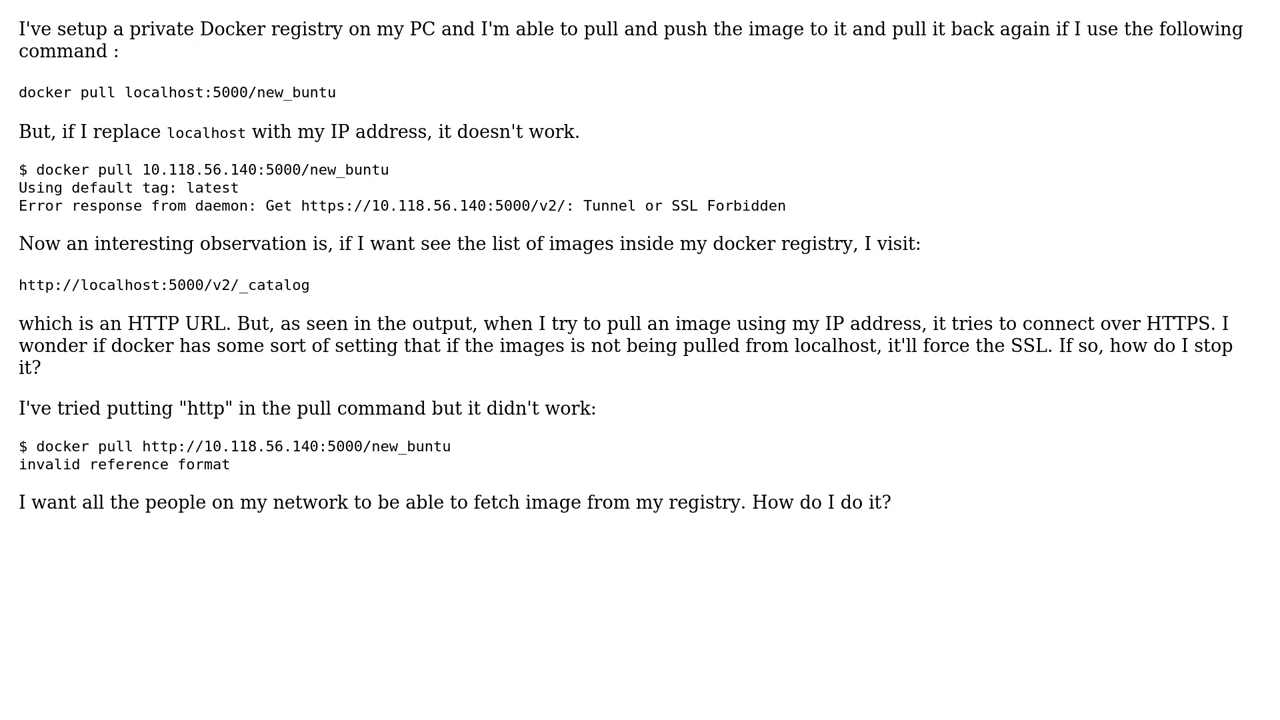 I've setup a private Docker registry on my PC and I'm able to pull and push the image to it and pull it back again if I use the following
command :
docker pull localhost:5000/new_buntu
But, if I replace localhost with my IP address, it doesn't work.
$ docker pull 10.118.56.140:5000/new_buntu
Using default tag: latest
Error response from daemon: Get https://10.118.56.140:5000/v2/: Tunnel or SSL Forbidden
Now an interesting observation is, if I want see the list of images inside my docker registry, I visit:
http://localhost:5000/v2/_catalog
which is an HTTP URL. But, as seen in the output, when I try to pull an image using my IP address, it tries to connect over HTTPS. I
wonder if docker has some sort of setting that if the images is not being pulled from localhost, it'll force the SSL. If so, how do I stop
it?
I've tried putting "http" in the pull command but it didn't work:
$ docker pull http://10.118.56.140:5000/new_buntu
invalid reference format
I want all the people on my network to be able to fetch image from my registry. How do I do it?